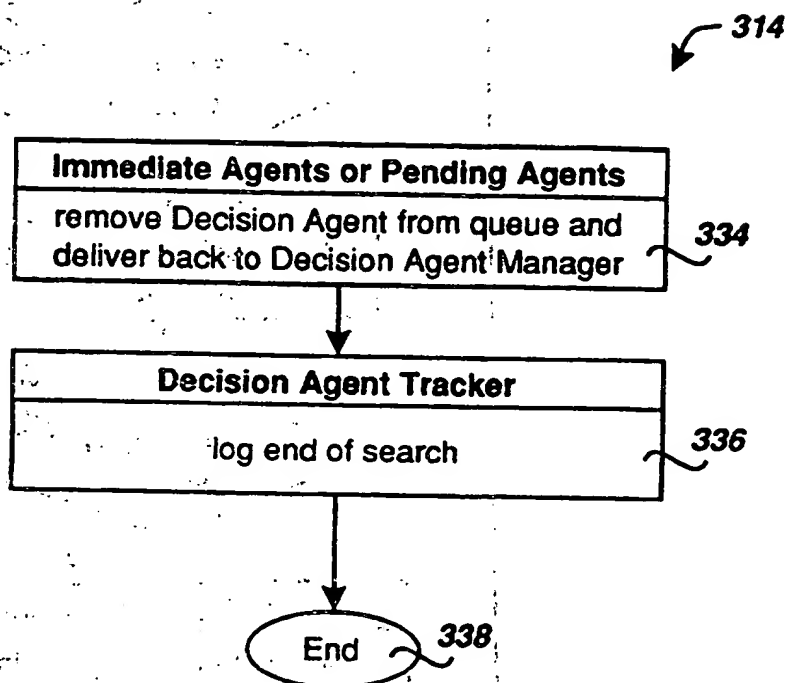 314
Immediate Agents or Pending Agents
remove Decision Agent from queue and
deliver back to Decision Agent Manager
334
Decision Agent Tracker
log end of search
336
End
338